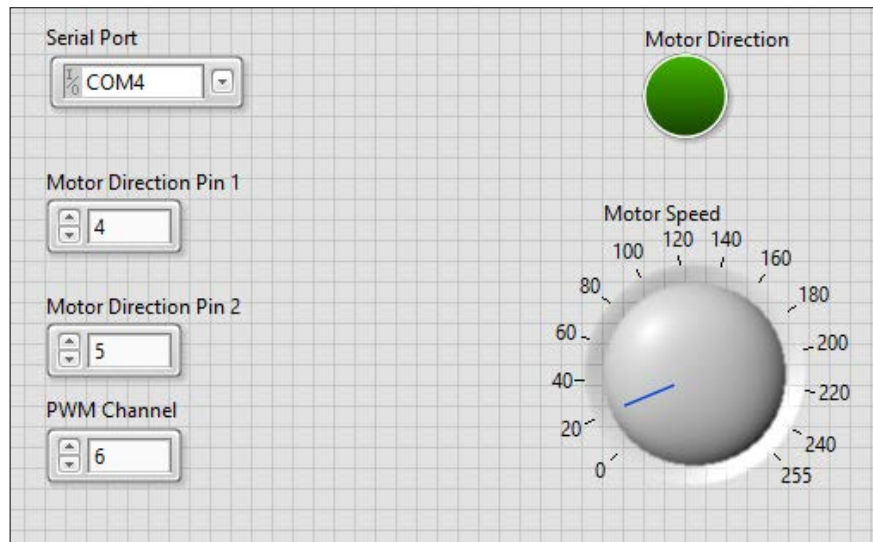 Serial Port
I/O COM4
Motor Direction
Motor Direction Pin 1
4
Motor Speed
0
20
40
60
80
100
120
140
160
180
200
220
240
255
Motor Direction Pin 2
5
PWM Channel
6